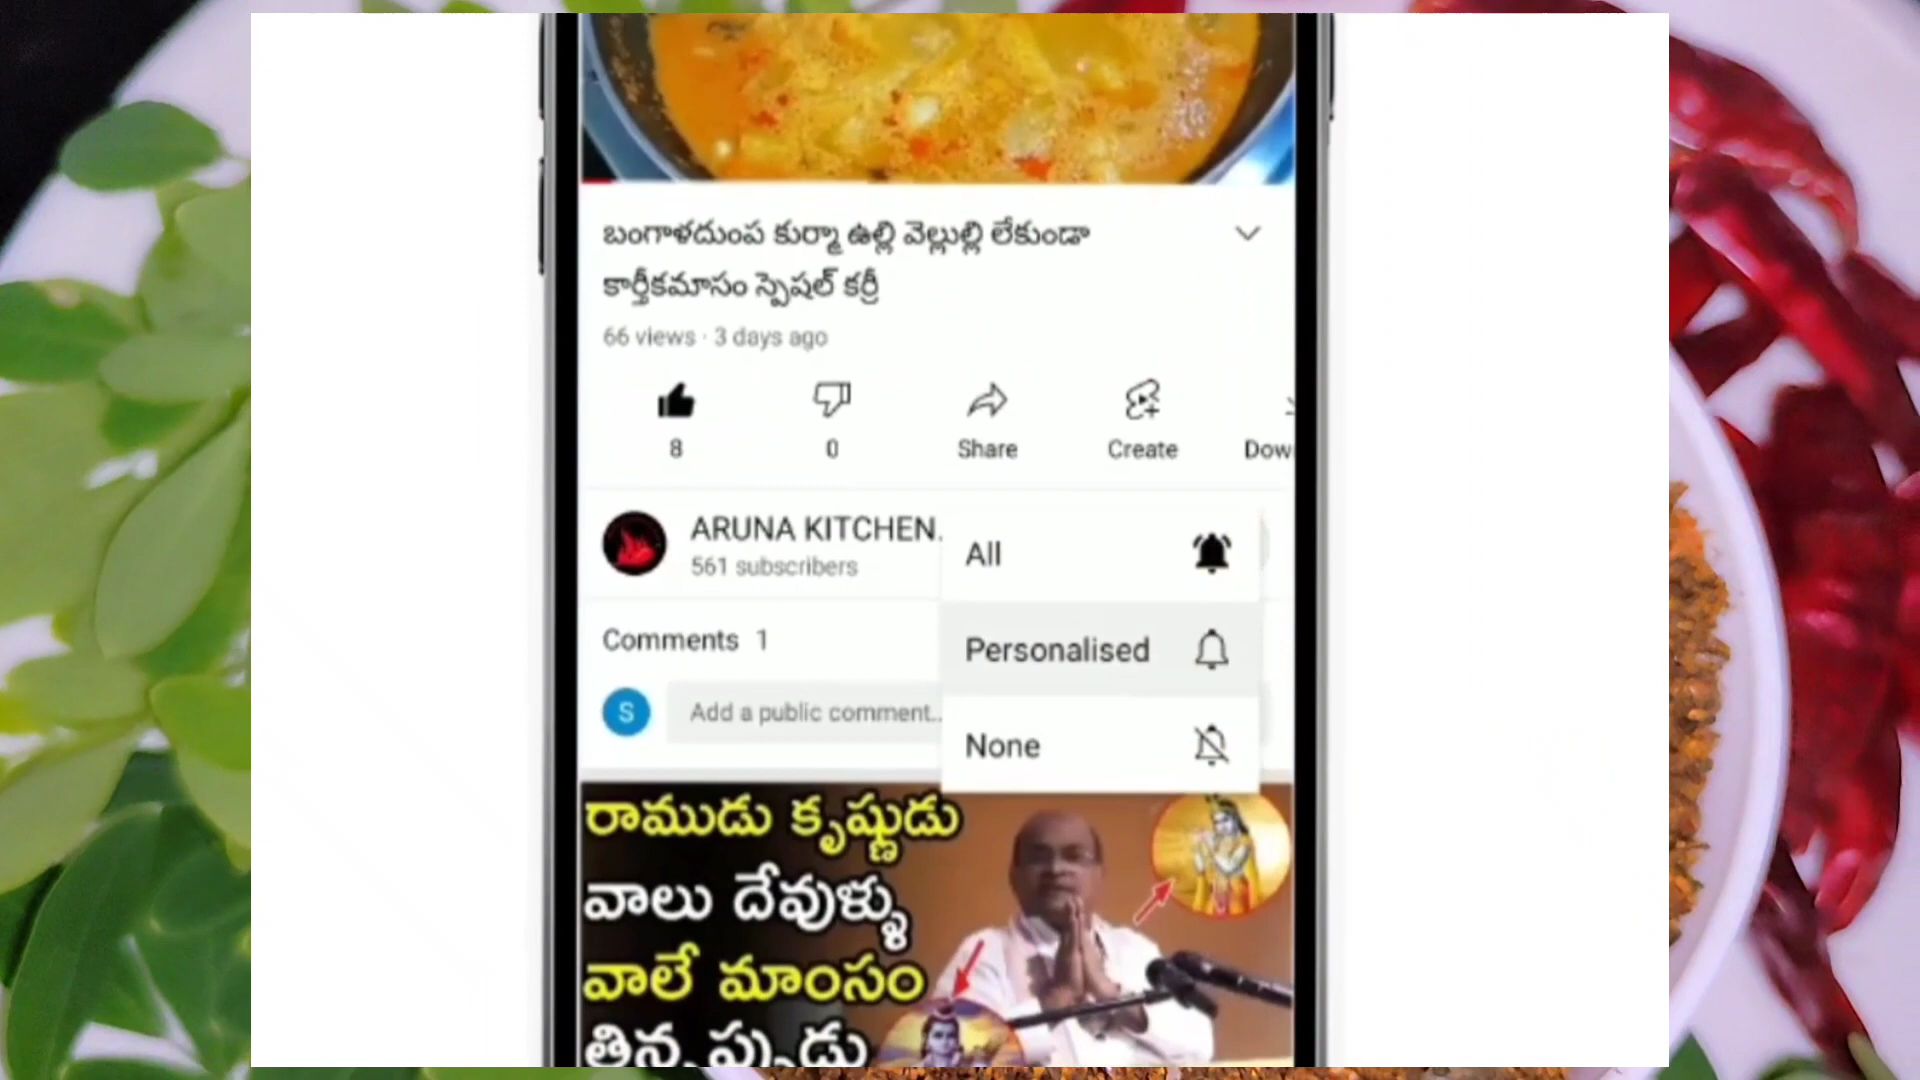 బంగాళదుంప కుర్మా ఉల్లి వెల్లుల్లి లేకుండా
కార్తీకమాసం స్పెషల్ కర్రీ
66 views · 3 days ago
8
0
Share
Create
Dow
ARUNA KITCHEN.
561 subscribers
All
Personalised
None
Comments 1
S
Add a public comment..
రాముడు కృష్ణుడు
వాలు దేవుళ్ళు
వాలే మాంసం
తిన్నప్పుడు